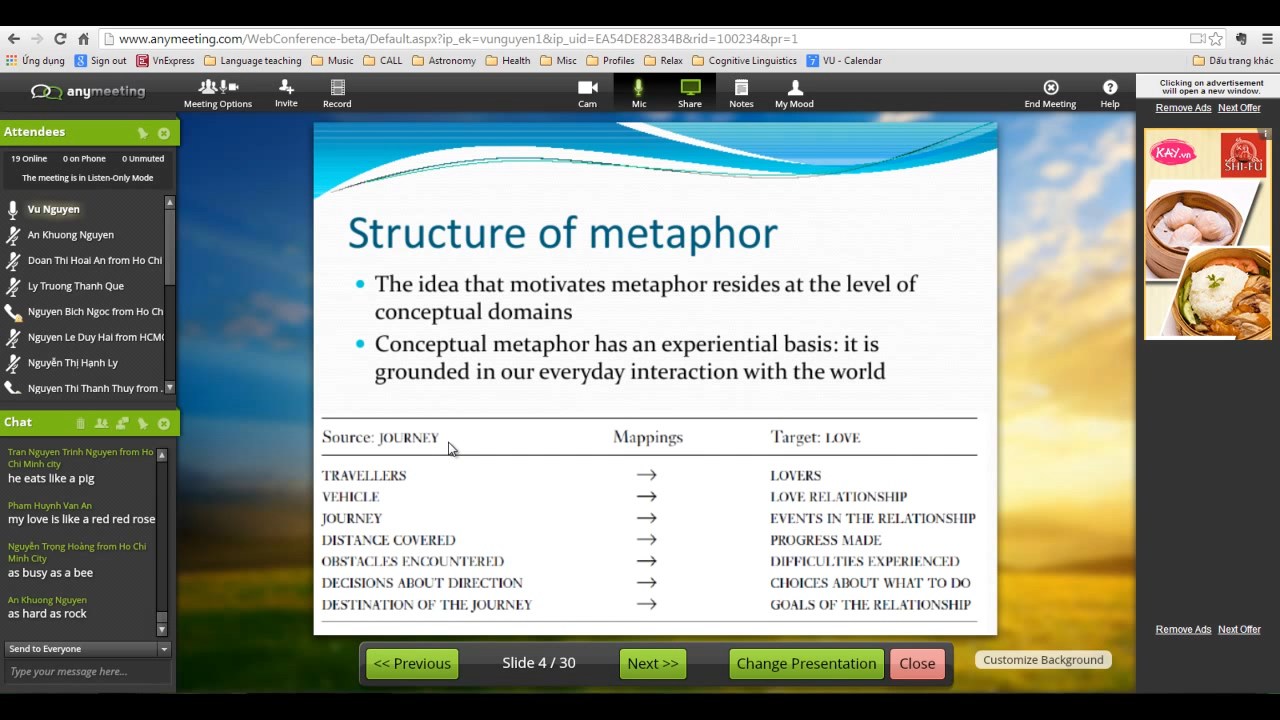 www.anymeeting.com/WebConference-beta/Default.aspx?ip_ek=vunguyen1&ip_uid=EA54DE82834B&rid=100234&pr=1
Ứng dụng Sign out VnExpress Language teaching Music CALL Astronomy Health Misc Profiles Relax Cognitive Linguistics 7 VU - Calendar Dấu trang khác
anymeeting Meeting Options Invite Record Cam Mic Share Notes My Mood End Meeting Help
Clicking on advertisement
will open a new window.
Remove Ads Next Offer
Attendees
19 Online 0 on Phone 0 Unmuted
The meeting is in Listen-Only Mode
Vu Nguyen
An Khuong Nguyen
Doan Thi Hoai An from Ho Chi
Ly Truong Thanh Que
Nguyen Bich Ngoc from Ho Ch
Nguyen Le Duy Hai from HCMC
Nguyễn Thị Hạnh Ly
Nguyen Thi Thanh Thuy from .
Chat
Tran Nguyen Trinh Nguyen from Ho
Chi Minh city
he eats like a pig
Pham Huynh Van An
my love is like a red red rose
Nguyễn Trọng Hoàng from Ho Chi
Minh City
as busy as a bee
An Khuong Nguyen
as hard as rock
Send to Everyone
Type your message here...
Structure of metaphor
• The idea that motivates metaphor resides at the level of
conceptual domains
• Conceptual metaphor has an experiential basis: it is
grounded in our everyday interaction with the world
Source: JOURNEY Mappings Target: LOVE
TRAVELLERS → LOVERS
VEHICLE → LOVE RELATIONSHIP
JOURNEY → EVENTS IN THE RELATIONSHIP
DISTANCE COVERED → PROGRESS MADE
OBSTACLES ENCOUNTERED → DIFFICULTIES EXPERIENCED
DECISIONS ABOUT DIRECTION → CHOICES ABOUT WHAT TO DO
DESTINATION OF THE JOURNEY → GOALS OF THE RELATIONSHIP
<< Previous Slide 4 / 30 Next >> Change Presentation Close
Customize Background
KAY.vn
SHI-FU
Remove Ads Next Offer